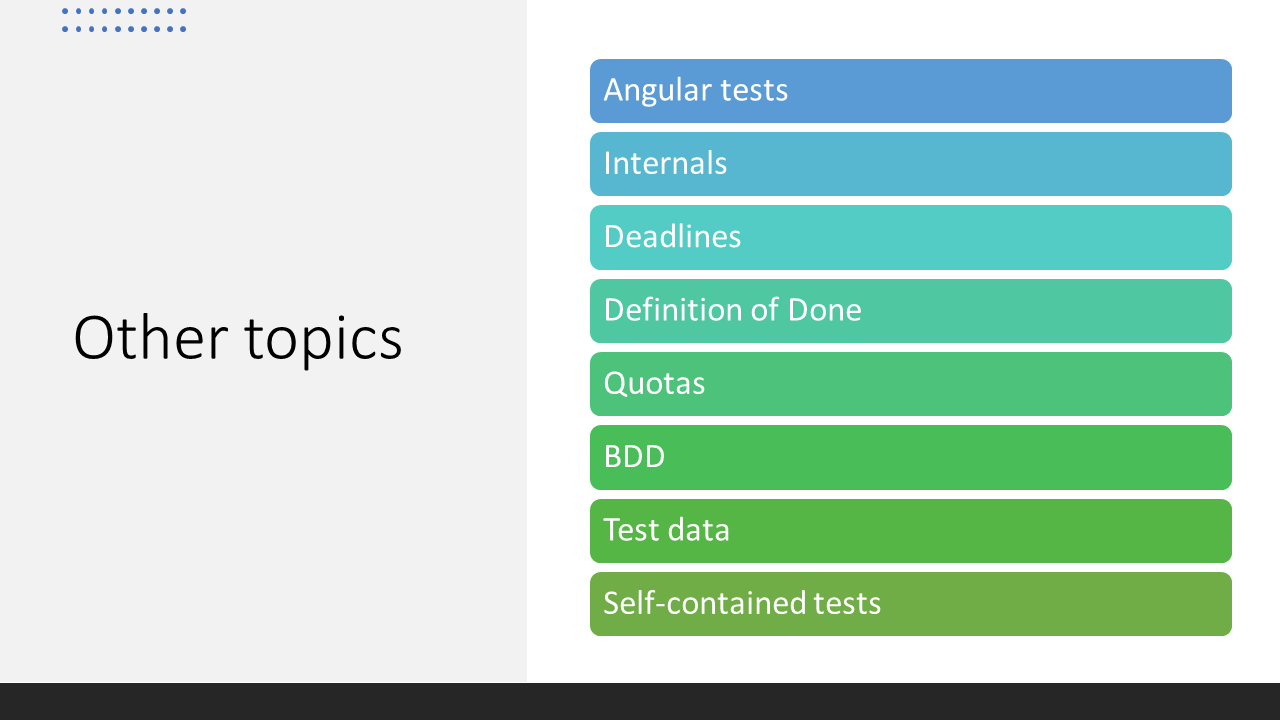 Other topics
Angular tests
Internals
Deadlines
Definition of Done
Quotas
BDD
Test data
Self-contained tests